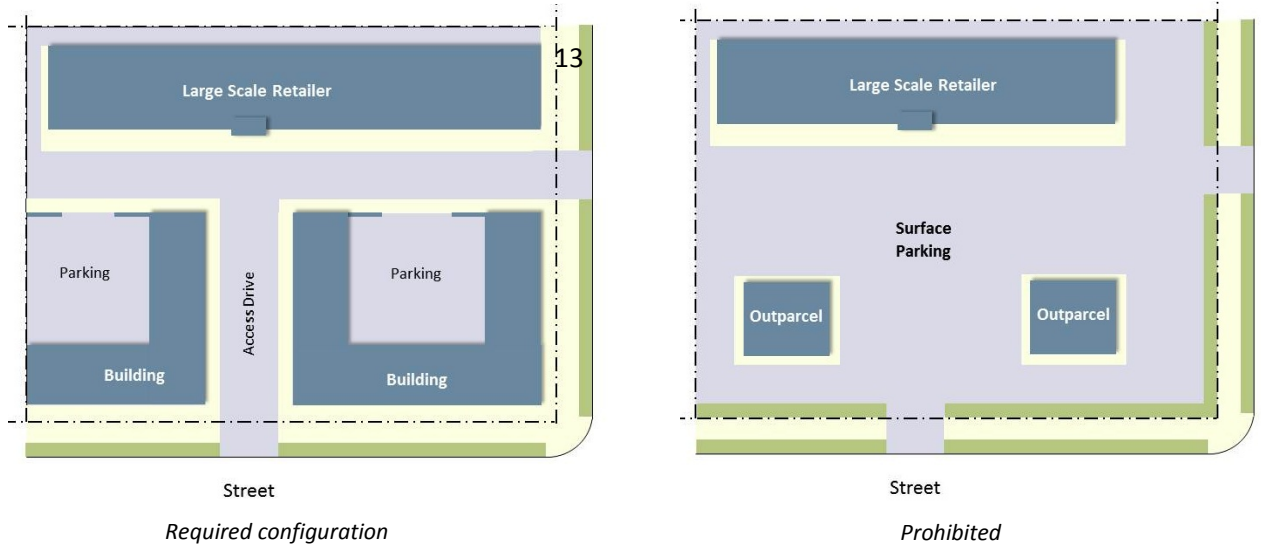 13
Large Scale Retailer
Parking
Access Drive
Parking
Building
Building
Street
Required configuration
Large Scale Retailer
Surface
Parking
Outparcel
Outparcel
Street
Prohibited